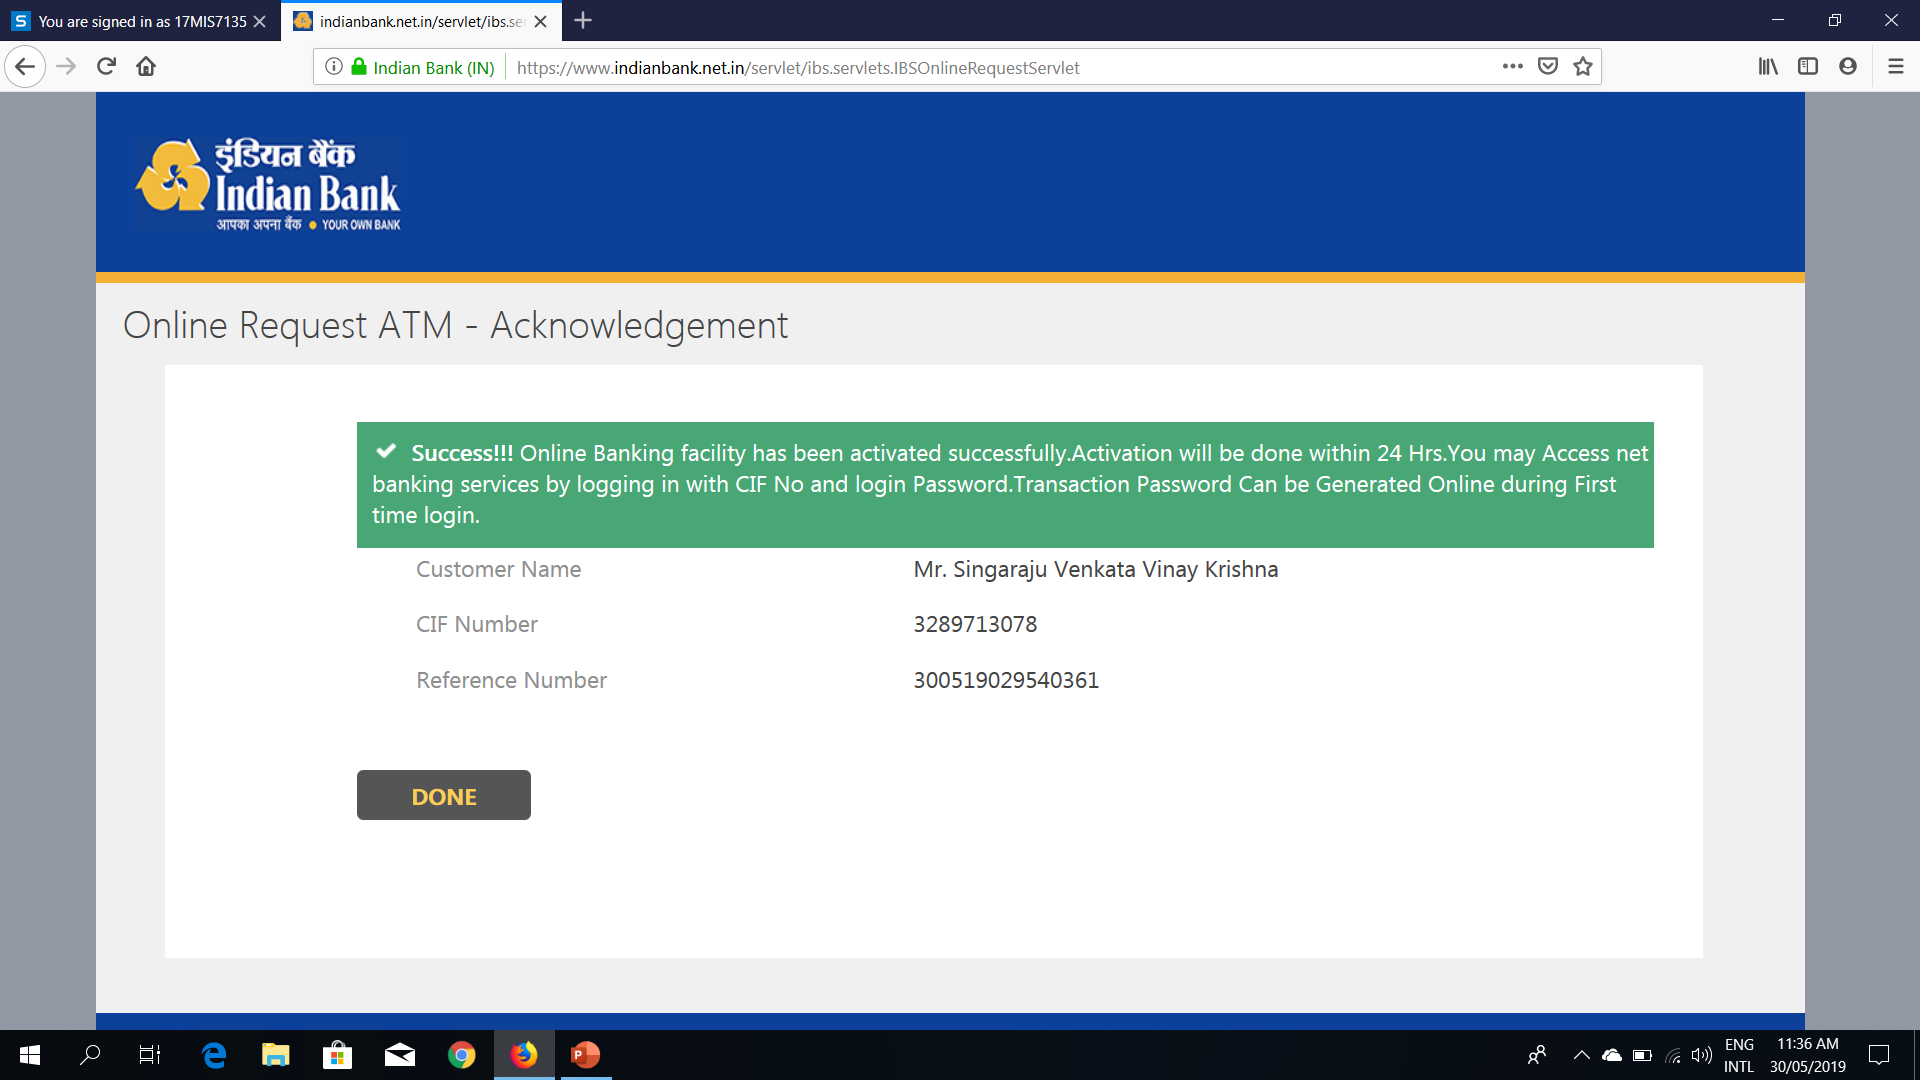 You are signed in as 17MIS7135
indianbank.net.in/servlet/ibs.se
Indian Bank (IN)
https://www.indianbank.net.in/servlet/ibs.servlets.IBSOnlineRequestServlet
इंडियन बैंक
Indian Bank
आपका अपना बैंक • YOUR OWN BANK
Online Request ATM - Acknowledgement
Success!!! Online Banking facility has been activated successfully.Activation will be done within 24 Hrs.You may Access net
banking services by logging in with CIF No and login Password.Transaction Password Can be Generated Online during First
time login.
Customer Name Mr. Singaraju Venkata Vinay Krishna
CIF Number 3289713078
Reference Number 300519029540361
DONE
ENG 11:36 AM
INTL 30/05/2019